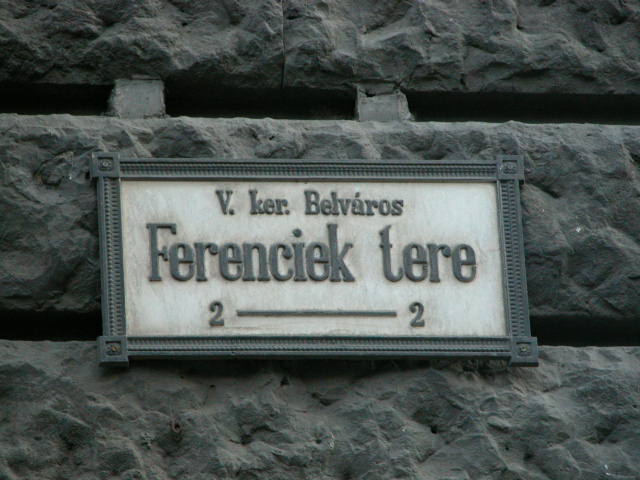 V. ker. Belváros
Ferenciek tere
2 — 2